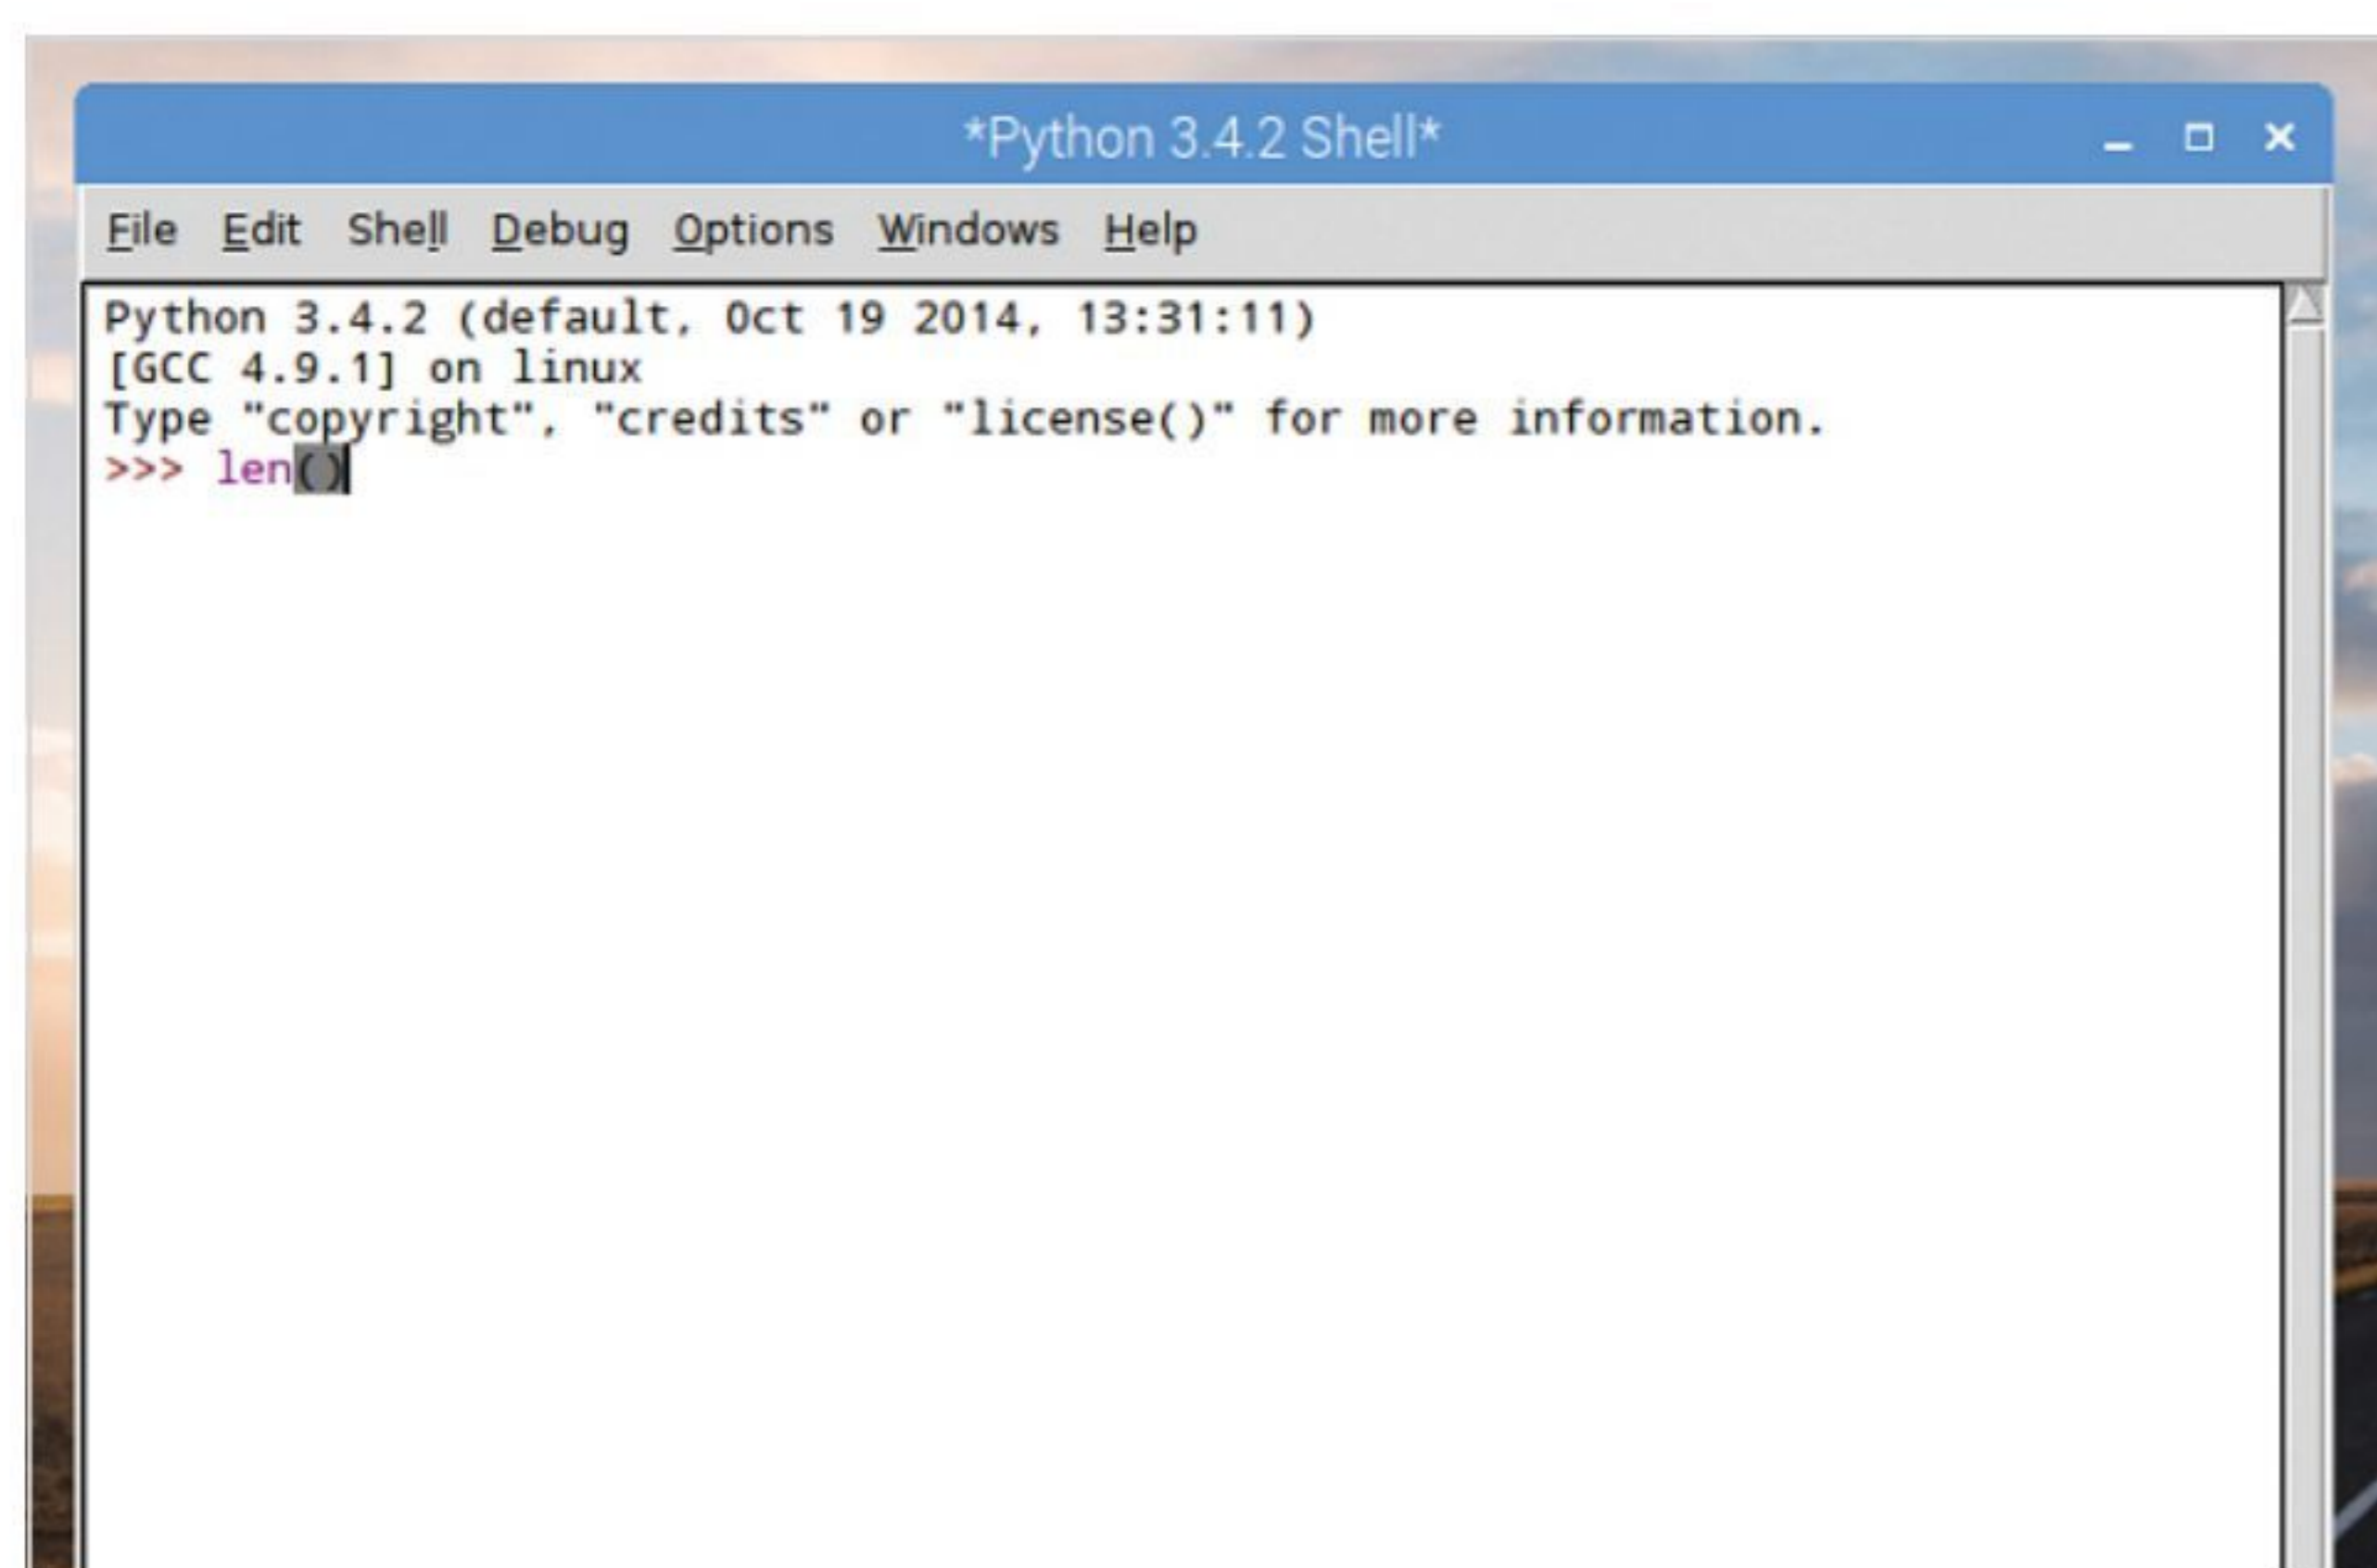 *Python 3.4.2 Shell*
File Edit Shell Debug Options Windows Help
Python 3.4.2 (default, Oct 19 2014, 13:31:11)
[GCC 4.9.1] on linux
Type "copyright", "credits" or "license()" for more information.
>>> len()